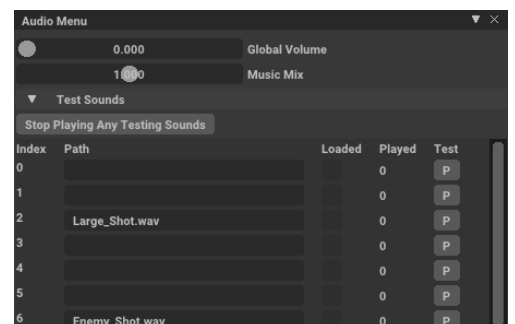 Audio Menu
0.000 Global Volume
1.000 Music Mix
Test Sounds
Stop Playing Any Testing Sounds
Index Path Loaded Played Test
0 0 P
1 0 P
2 Large_Shot.wav 0 P
3 0 P
4 0 P
5 0 P
6 Enemy_Shot.wav 0 P